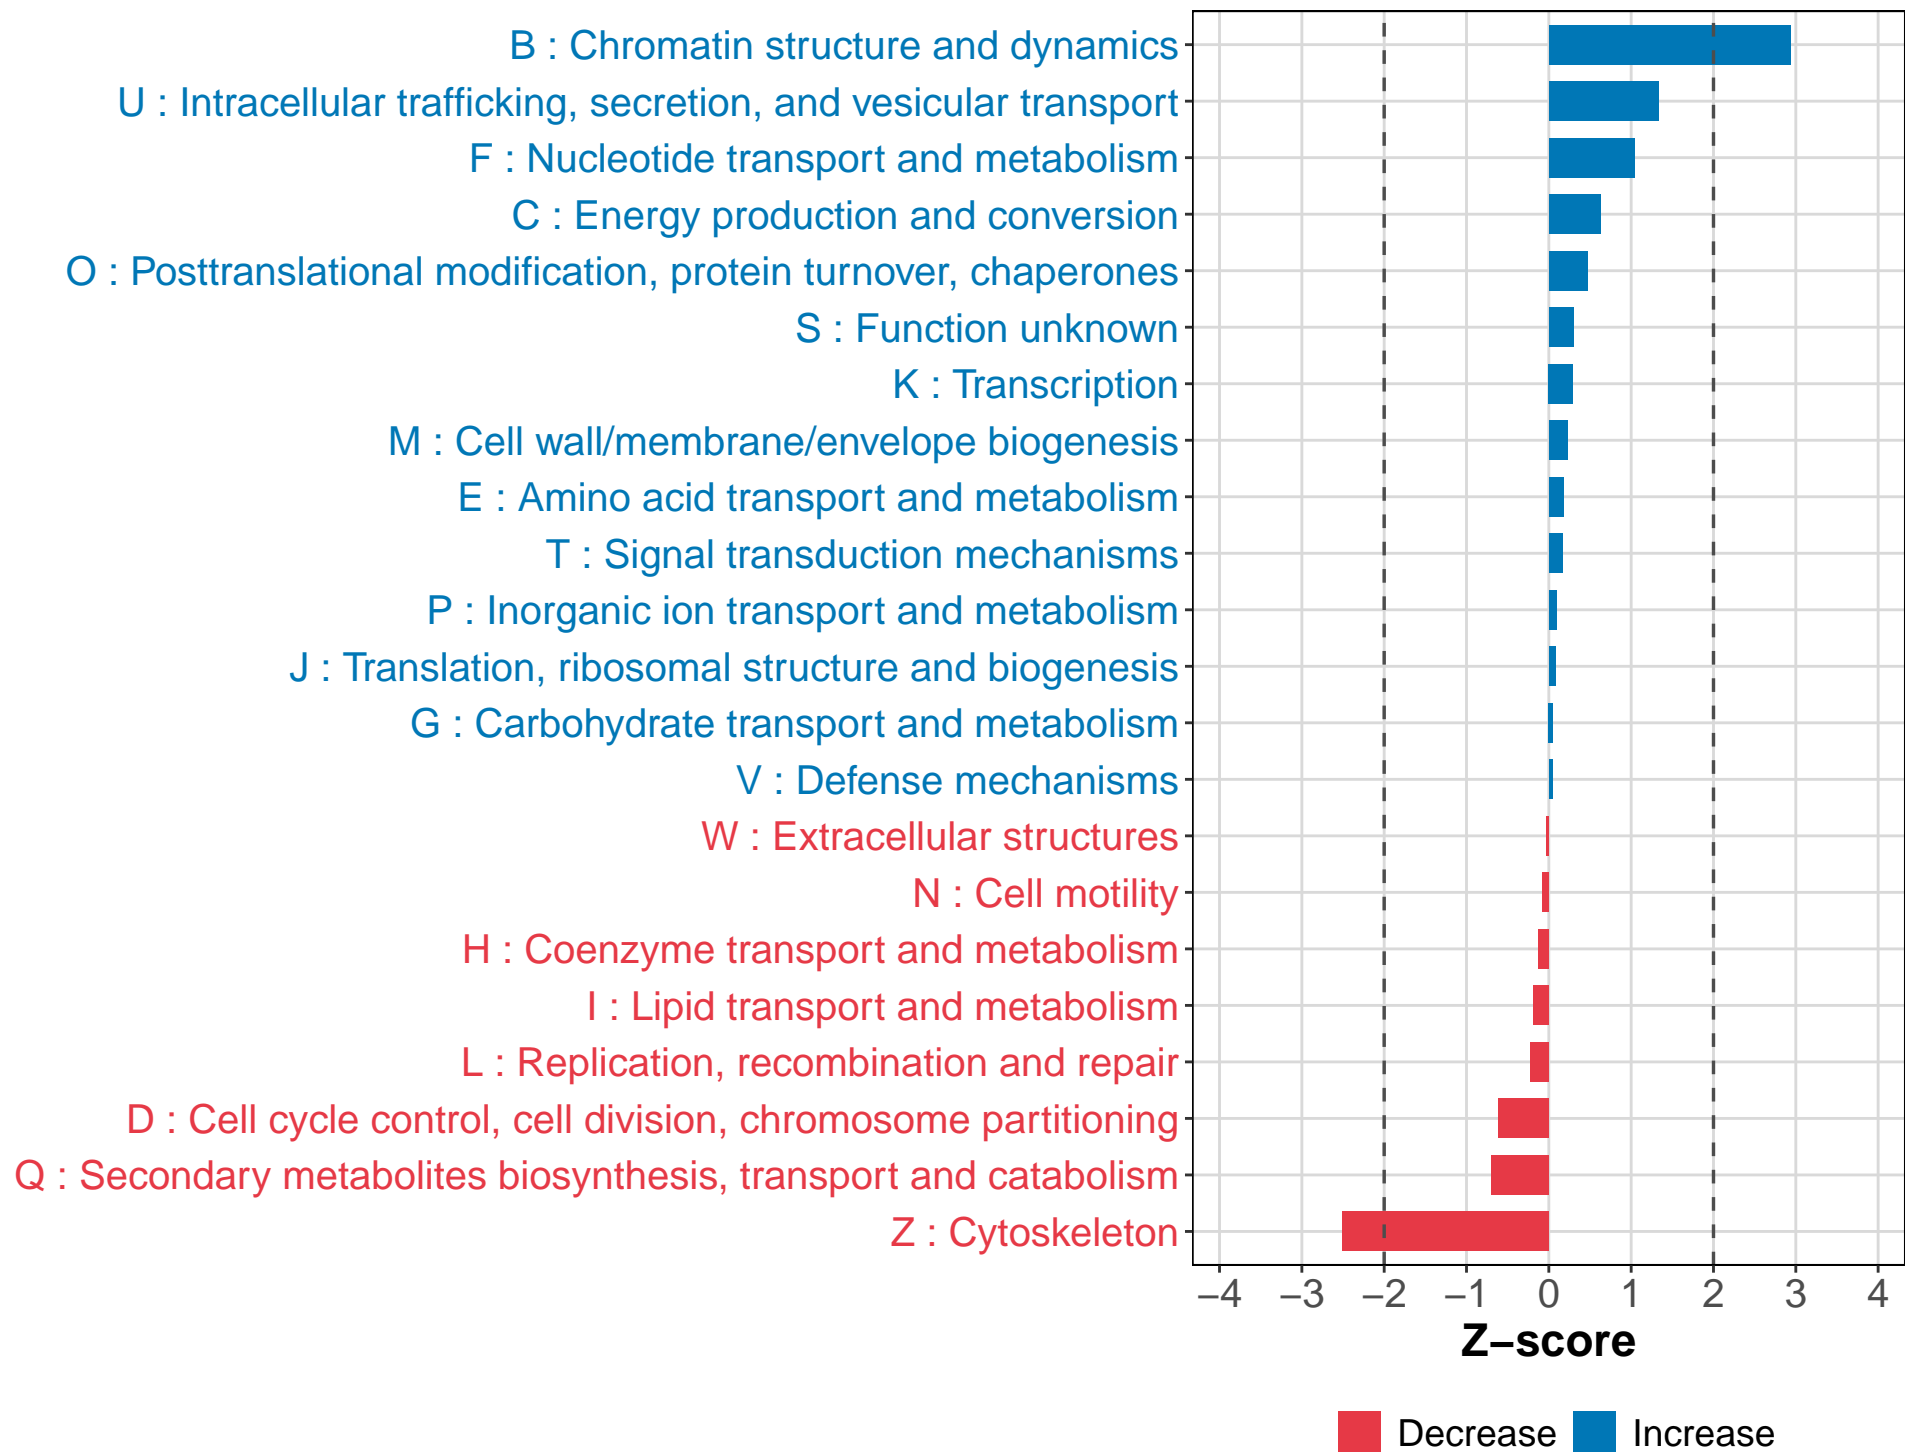 B : Chromatin structure and dynamics
U : Intracellular trafficking, secretion, and vesicular transport
F : Nucleotide transport and metabolism
C : Energy production and conversion
O : Posttranslational modification, protein turnover, chaperones
S : Function unknown
K : Transcription
M : Cell wall/membrane/envelope biogenesis
E : Amino acid transport and metabolism
T : Signal transduction mechanisms
P : Inorganic ion transport and metabolism
J : Translation, ribosomal structure and biogenesis
G : Carbohydrate transport and metabolism
V : Defense mechanisms
W : Extracellular structures
N : Cell motility
H : Coenzyme transport and metabolism
I : Lipid transport and metabolism
L : Replication, recombination and repair
D : Cell cycle control, cell division, chromosome partitioning
Q : Secondary metabolites biosynthesis, transport and catabolism
Z : Cytoskeleton
−4 −3 −2 −1 0 1 2 3 4
Z−score
Decrease Increase